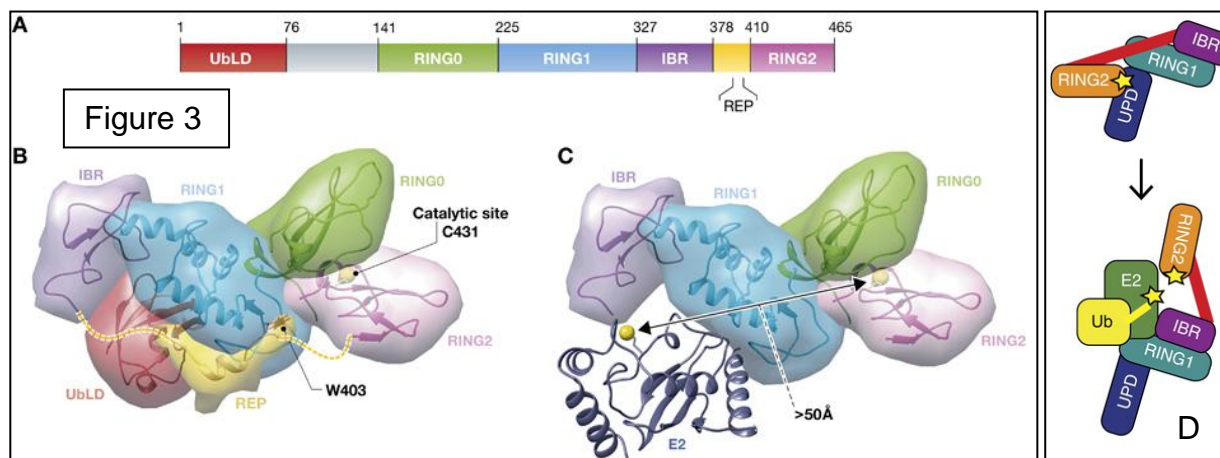 A
1 76 141 225 327 378 410 465
UbLD RING0 RING1 IBR RING2
REP
Figure 3
B
IBR
RING1
RING0
Catalytic site
C431
RING2
W403
UbLD
REP
C
IBR
RING1
RING0
RING2
>50Å
E2
IBR
RING1
RING2
UPD
RING2
E2
Ub
IBR
RING1
UPD
D